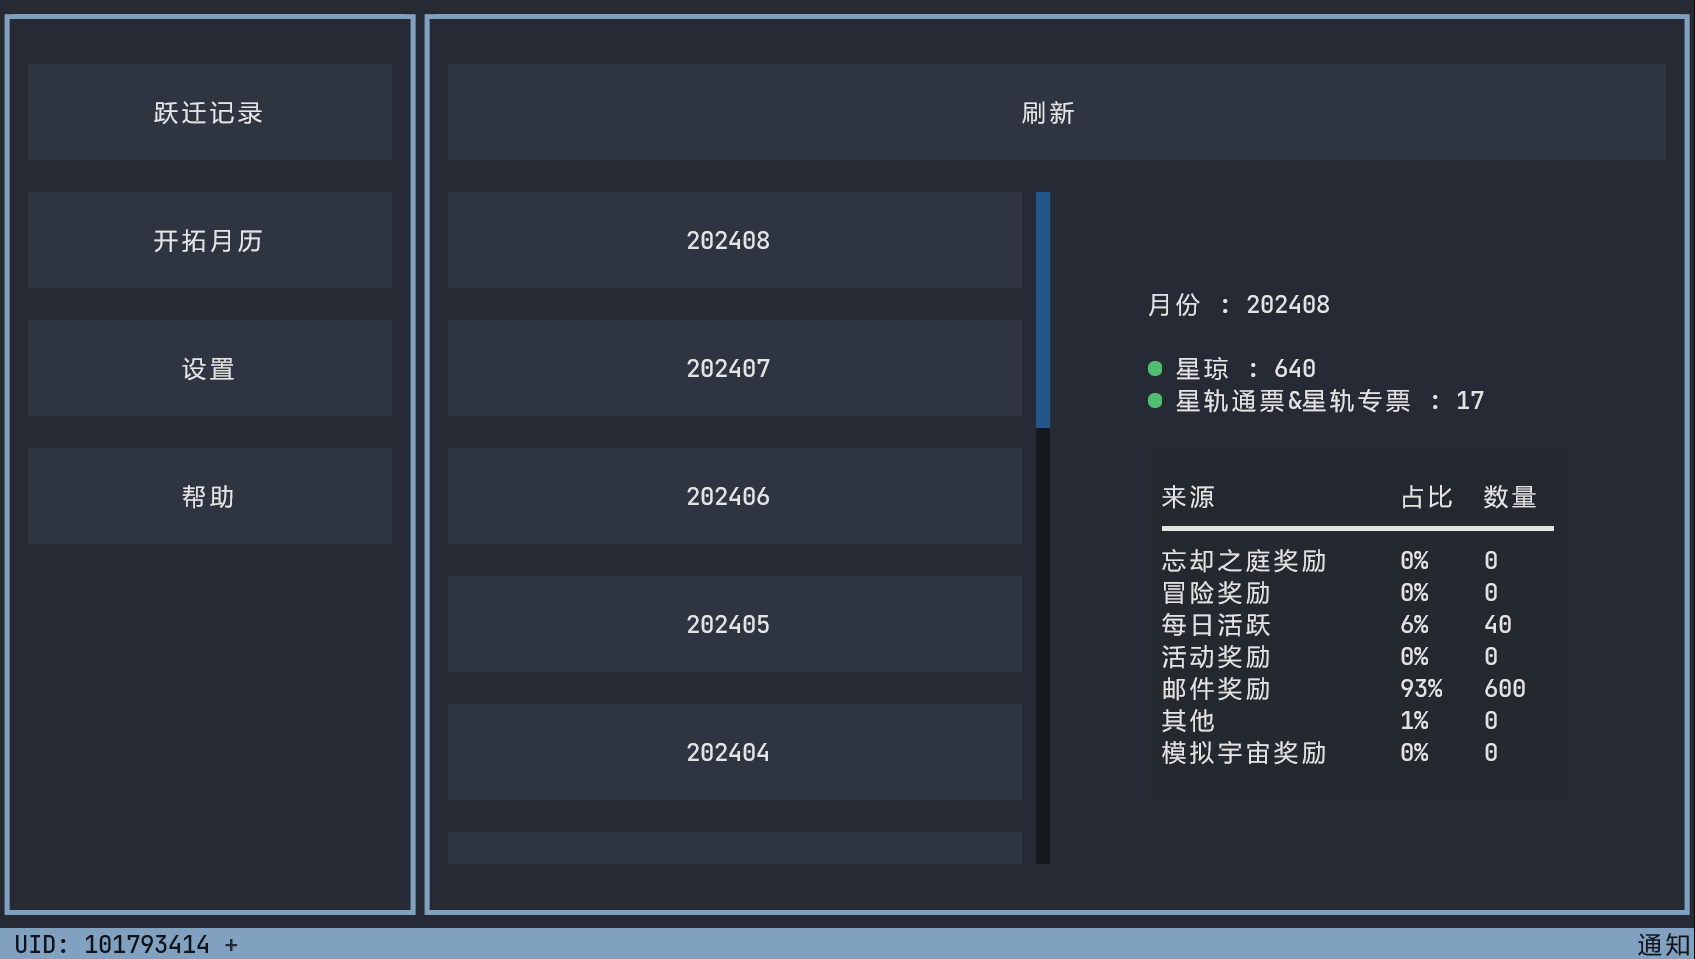 跃迁记录
开拓月历
设置
帮助
刷新
202408
202407
202406
202405
202404
月份 : 202408
星琼 : 640
星轨通票&星轨专票 : 17
来源 占比 数量
忘却之庭奖励 0% 0
冒险奖励 0% 0
每日活跃 6% 40
活动奖励 0% 0
邮件奖励 93% 600
其他 1% 0
模拟宇宙奖励 0% 0
UID: 101793414 +
通知